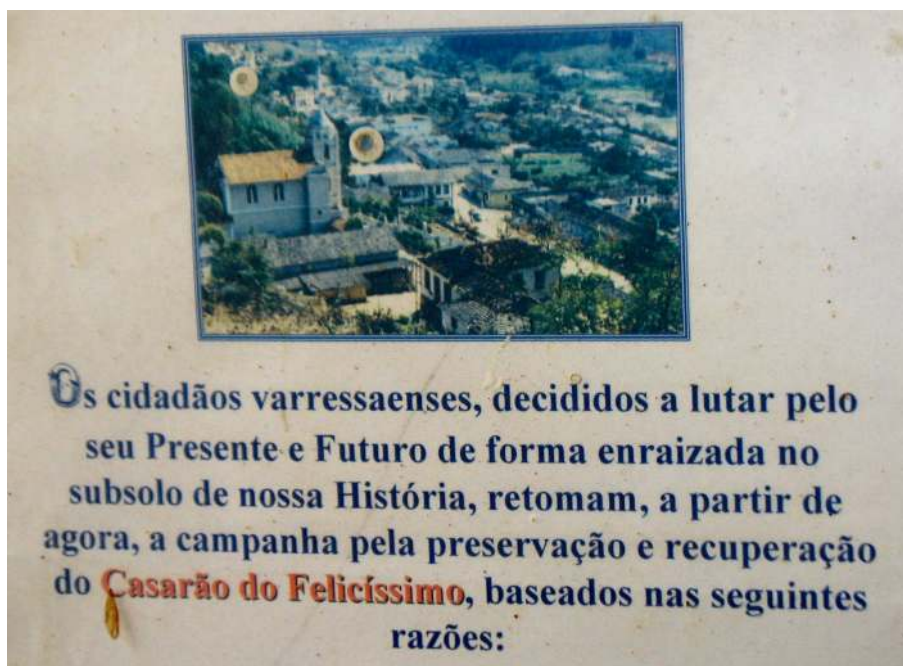 Os cidadãos varressaenses, decididos a lutar pelo
seu Presente e Futuro de forma enraizada no
subsolo de nossa História, retomam, a partir de
agora, a campanha pela preservação e recuperação
do Casarão do Felicíssimo, baseados nas seguintes
razões: